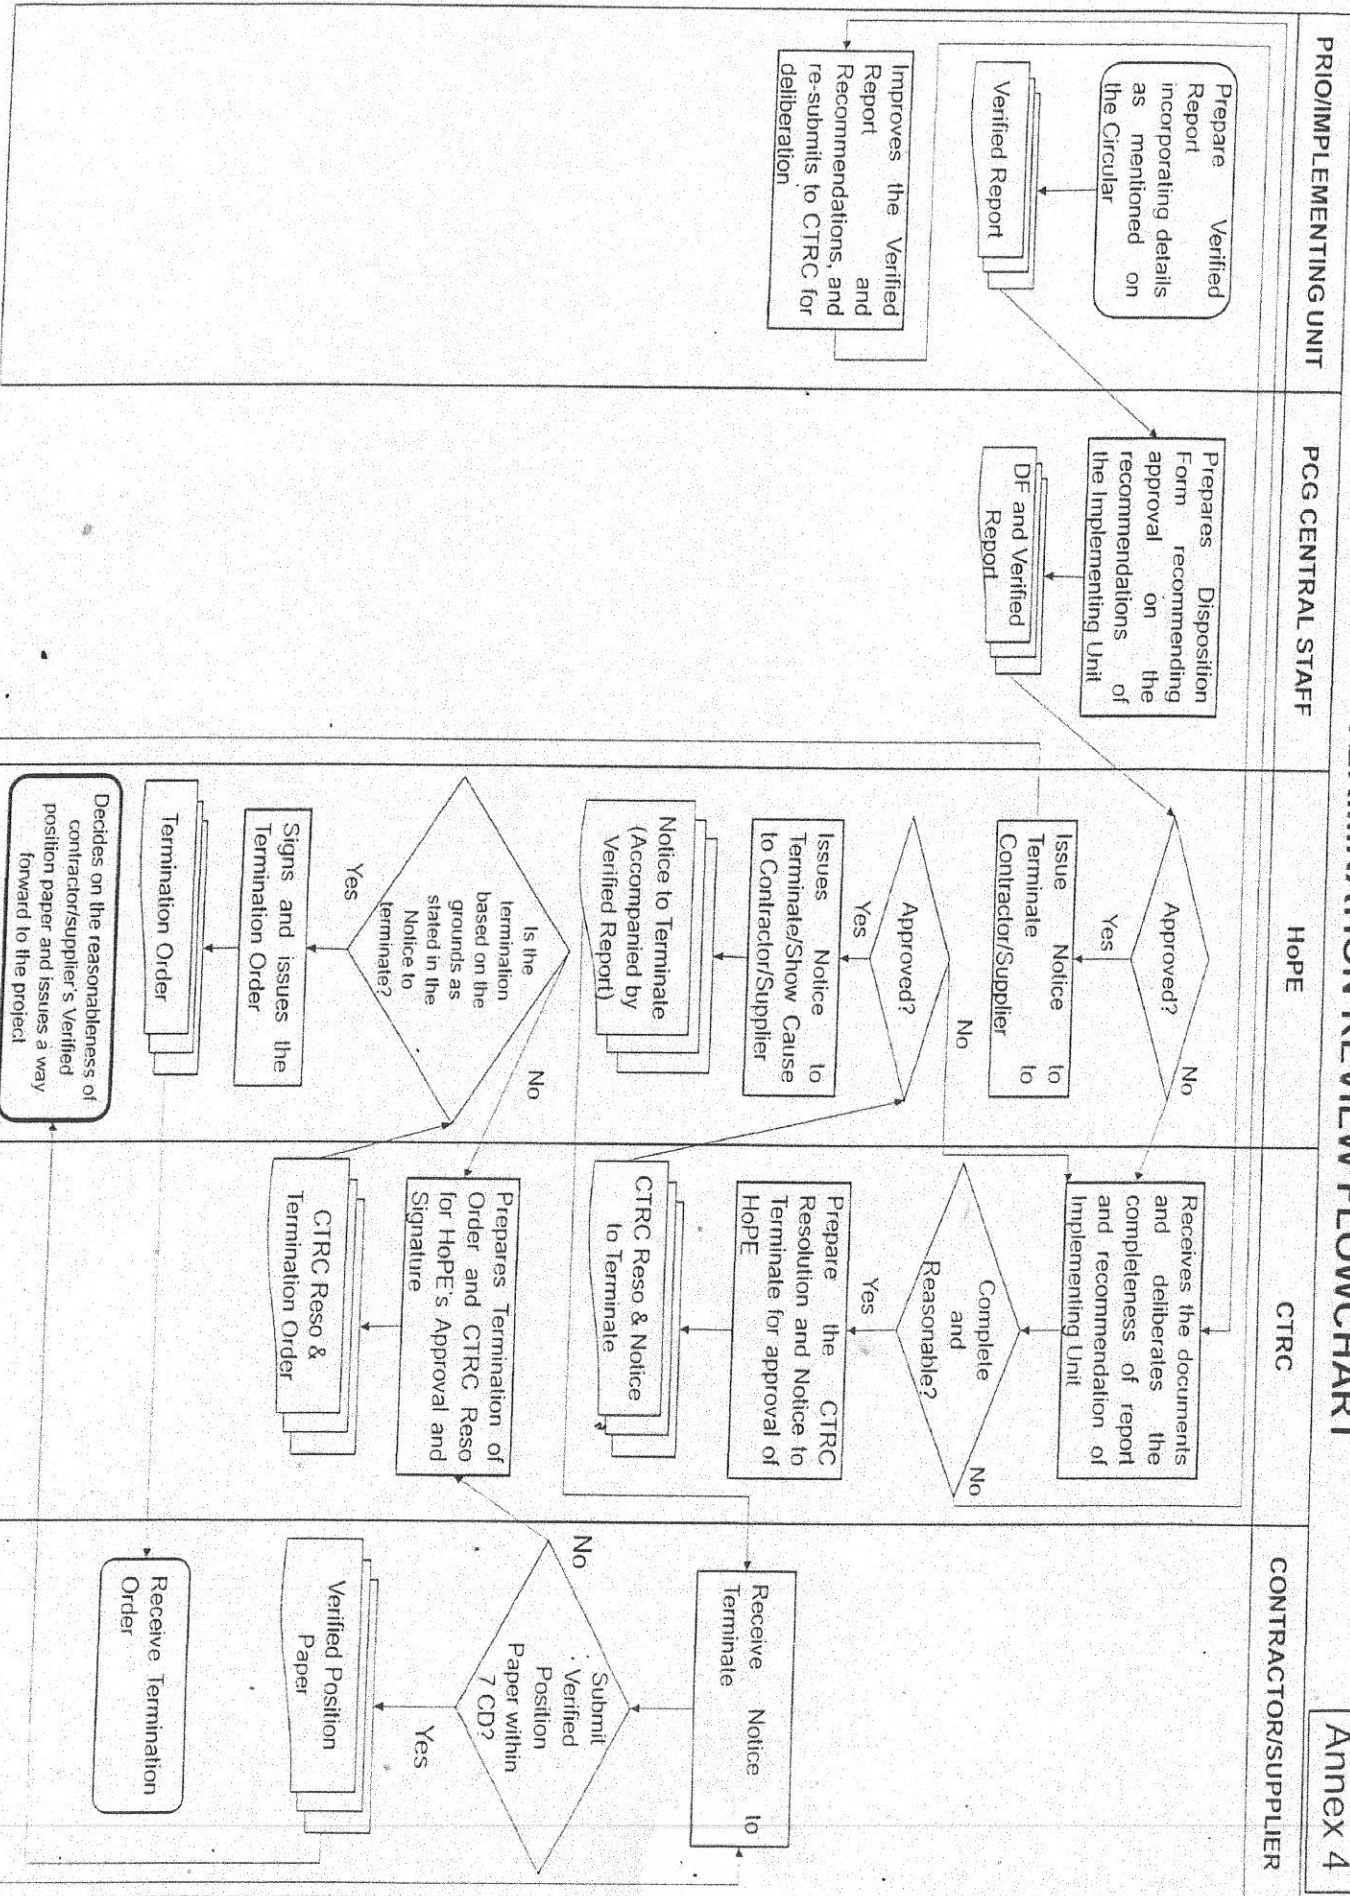 TERMINATION REVIEW FLOWCHART
Annex 4
PRIO/IMPLEMENTING UNIT
PCG CENTRAL STAFF
HoPE
CTRC
CONTRACTOR/SUPPLIER
Prepare Verified
Report
incorporating details
as mentioned on
the Circular
Verified Report
Improves the Verified
Report and
Recommendations, and
re-submits to CTRC for
deliberation
Prepares Disposition
Form recommending
approval on the
recommendations of
the Implementing Unit
DF and Verified
Report
Approved?
No
Yes
Issue Notice to
Terminate to
Contractor/Supplier
Approved?
No
Yes
Issues Notice to
Terminate/Show Cause
to Contractor/Supplier
Notice to Terminate
(Accompanied by
Verified Report)
Is the
termination
based on the
grounds as
stated in the
Notice to
terminate?
No
Yes
Signs and issues the
Termination Order
Termination Order
Decides on the reasonableness of
contractor/supplier's Verified
position paper and issues a way
forward to the project
Receives the documents
and deliberates the
completeness of report
and recommendation of
Implementing Unit
Complete
and
Reasonable?
No
Yes
Prepare the CTRC
Resolution and Notice to
Terminate for approval of
HoPE
CTRC Reso & Notice
to Terminate
Prepares Termination of
Order and CTRC Reso
for HoPE's Approval and
Signature
CTRC Reso &
Termination Order
Receive Notice to
Terminate
Submit
Verified
Position
Paper within
7 CD?
No
Yes
Verified Position
Paper
Receive Termination
Order